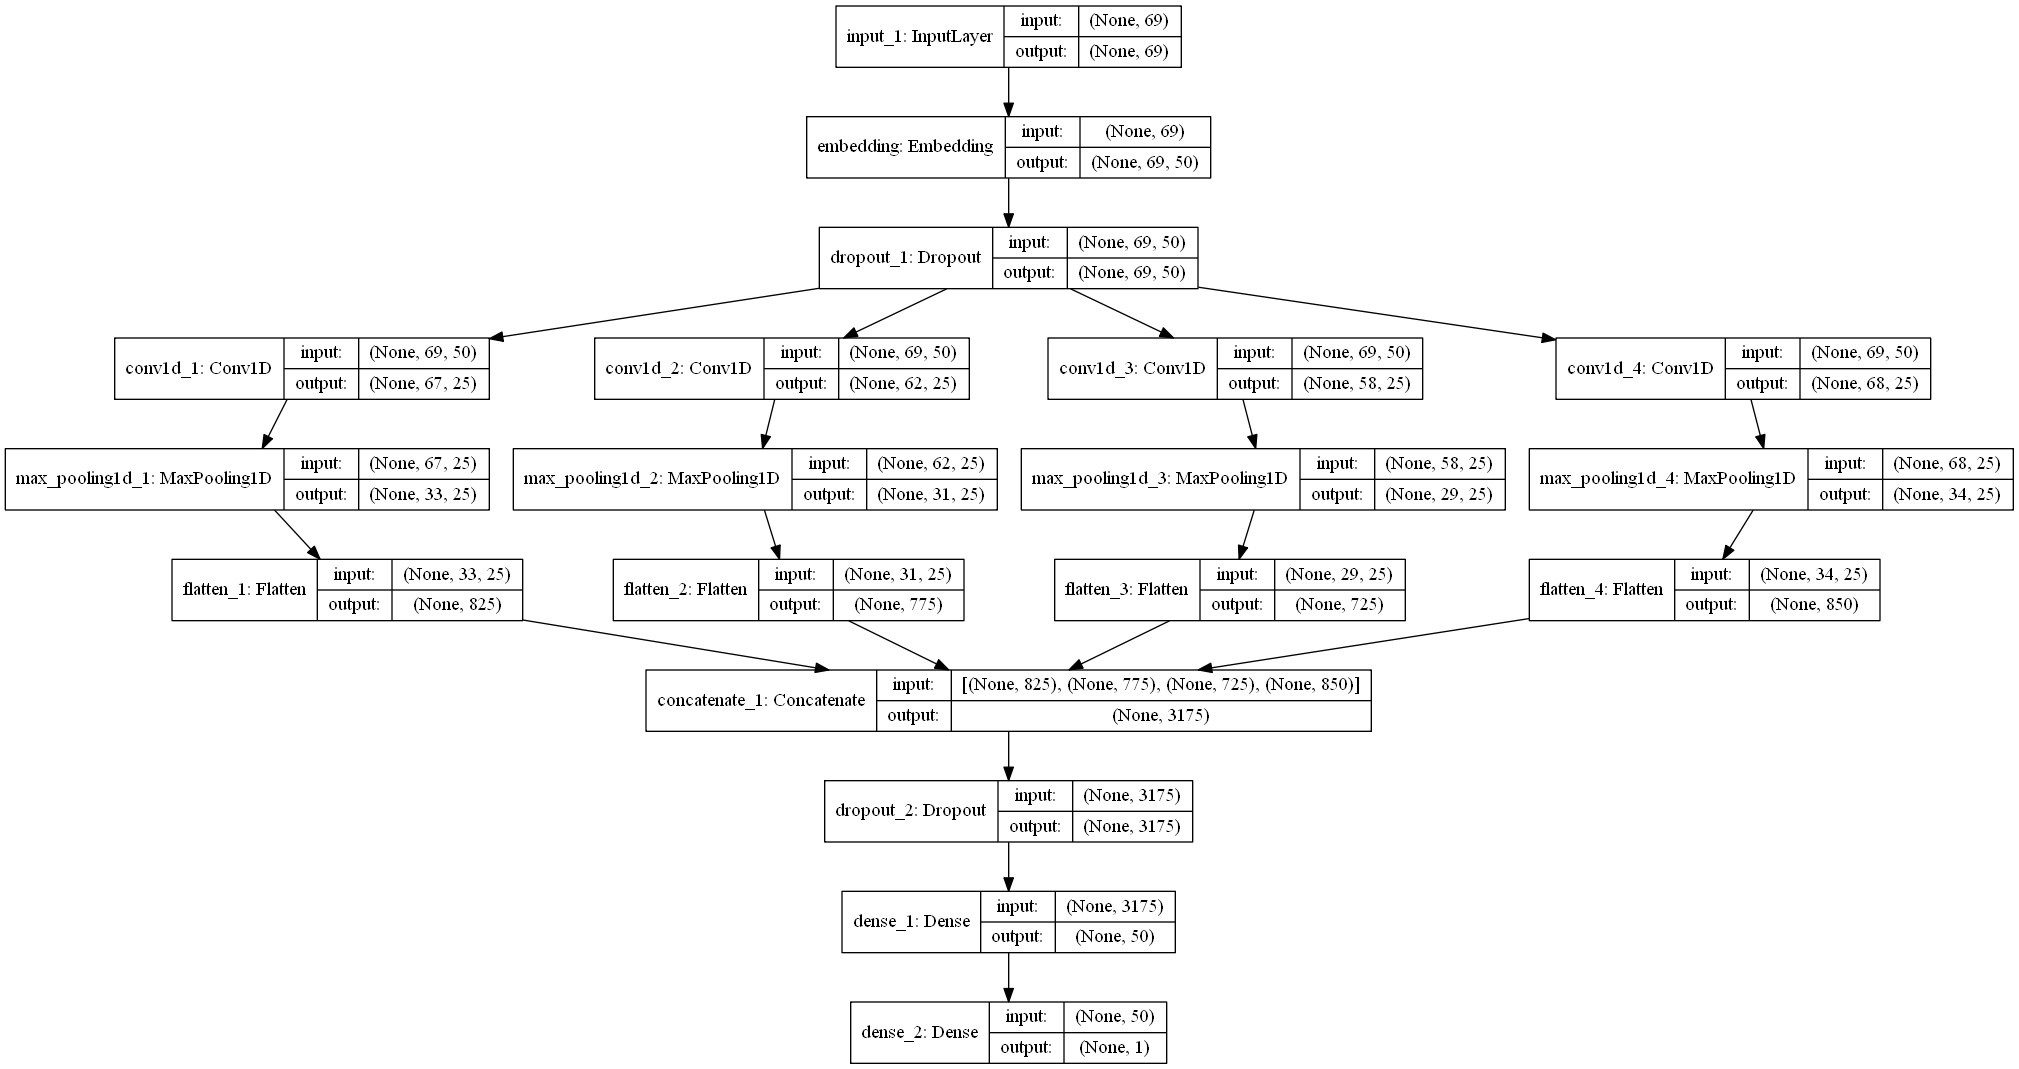 input_1: InputLayer
input: (None, 69)
output: (None, 69)
embedding: Embedding
input: (None, 69)
output: (None, 69, 50)
dropout_1: Dropout
input: (None, 69, 50)
output: (None, 69, 50)
conv1d_1: Conv1D
input: (None, 69, 50)
output: (None, 67, 25)
conv1d_2: Conv1D
input: (None, 69, 50)
output: (None, 62, 25)
conv1d_3: Conv1D
input: (None, 69, 50)
output: (None, 58, 25)
conv1d_4: Conv1D
input: (None, 69, 50)
output: (None, 68, 25)
max_pooling1d_1: MaxPooling1D
input: (None, 67, 25)
output: (None, 33, 25)
max_pooling1d_2: MaxPooling1D
input: (None, 62, 25)
output: (None, 31, 25)
max_pooling1d_3: MaxPooling1D
input: (None, 58, 25)
output: (None, 29, 25)
max_pooling1d_4: MaxPooling1D
input: (None, 68, 25)
output: (None, 34, 25)
flatten_1: Flatten
input: (None, 33, 25)
output: (None, 825)
flatten_2: Flatten
input: (None, 31, 25)
output: (None, 775)
flatten_3: Flatten
input: (None, 29, 25)
output: (None, 725)
flatten_4: Flatten
input: (None, 34, 25)
output: (None, 850)
concatenate_1: Concatenate
input: [(None, 825), (None, 775), (None, 725), (None, 850)]
output: (None, 3175)
dropout_2: Dropout
input: (None, 3175)
output: (None, 3175)
dense_1: Dense
input: (None, 3175)
output: (None, 50)
dense_2: Dense
input: (None, 50)
output: (None, 1)